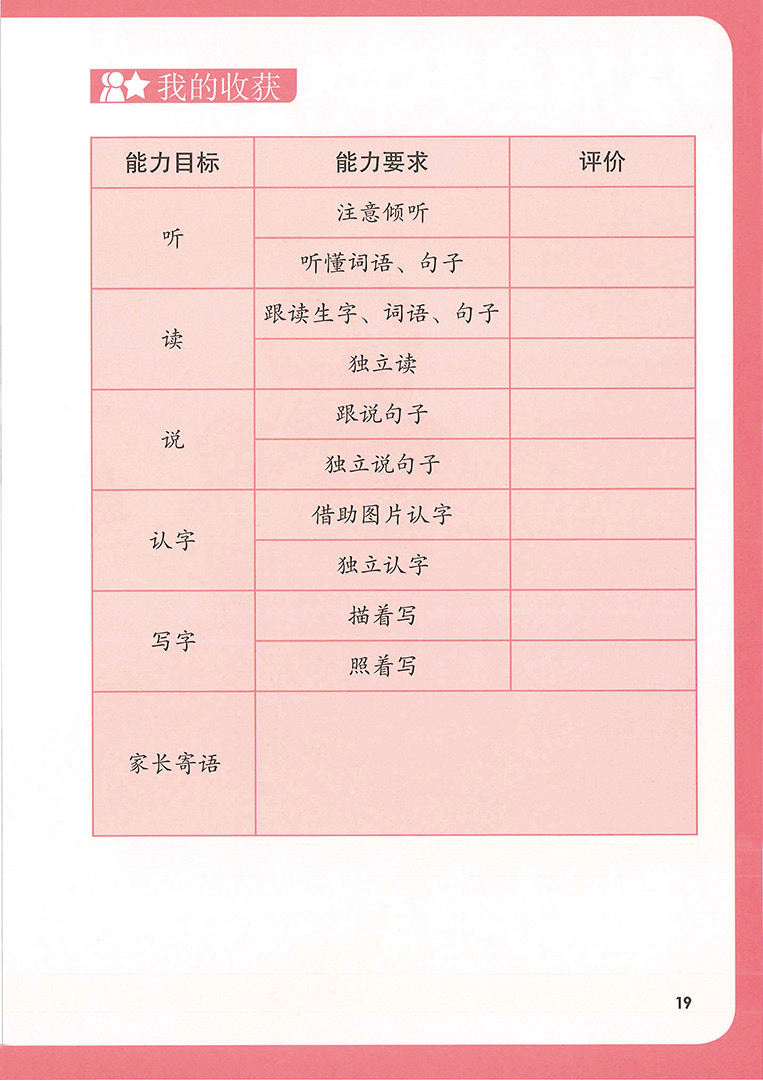 我的收获
能力目标 能力要求 评价
听 注意倾听
听懂词语、句子
读 跟读生字、词语、句子
独立读
说 跟说句子
独立说句子
认字 借助图片认字
独立认字
写字 描着写
照着写
家长寄语
19